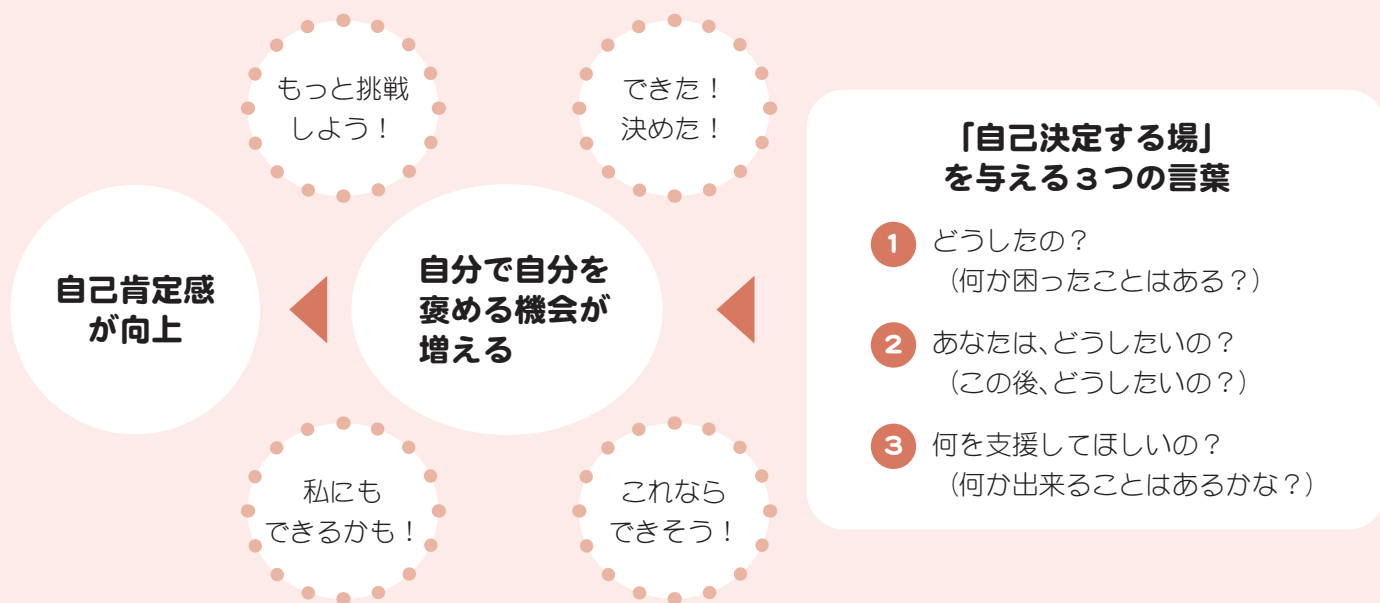 もっと挑戦
しよう！
できた！
決めた！
「自己決定する場」
を与える３つの言葉
1 どうしたの？
（何か困ったことはある？）
2 あなたは、どうしたいの？
（この後、どうしたいの？）
3 何を支援してほしいの？
（何か出来ることはあるかな？）
自分で自分を
褒める機会が
増える
自己肯定感
が向上
私にも
できるかも！
これなら
できそう！